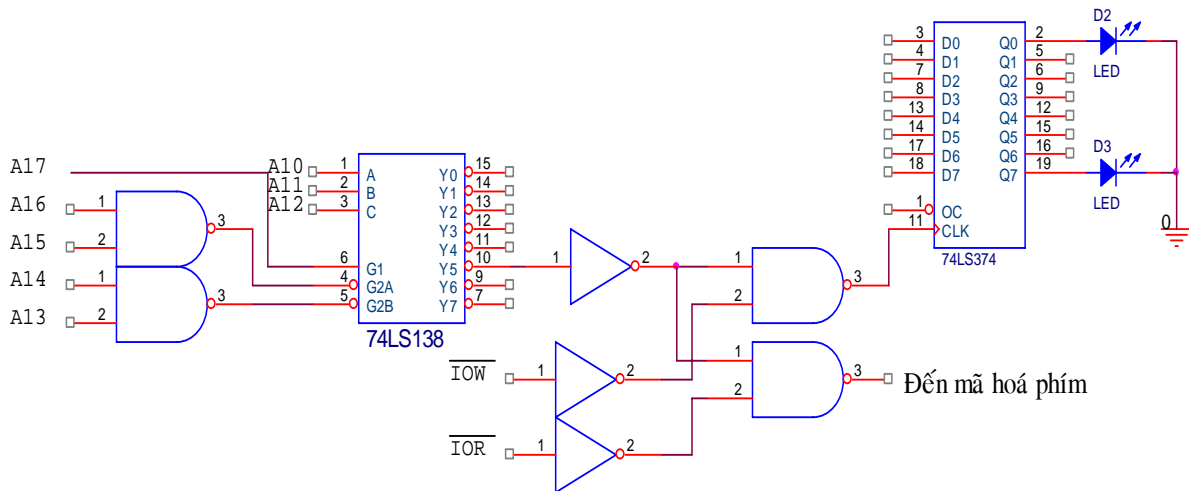 D2
3 D0 Q0 2
4 D1 Q1 5
LED
7 D2 Q2 6
8 D3 Q3 9
13 D4 Q4 12
14 D5 Q5 15
17 D6 Q6 16
18 D7 Q7 19
D3
LED
1 OC
11 CLK
74LS374
0
A17
A16 1
A15 2
3
A14 1
A13 2
3
A10 1 A Y0 15
A11 2 B Y1 14
A12 3 C Y2 13
Y3 12
Y4 11
6 G1 Y5 10
4 G2A Y6 9
5 G2B Y7 7
74LS138
1 2
1
2
3
IOW 1 2
IOR 1 2
1
2
3
Đến mã hoá phím